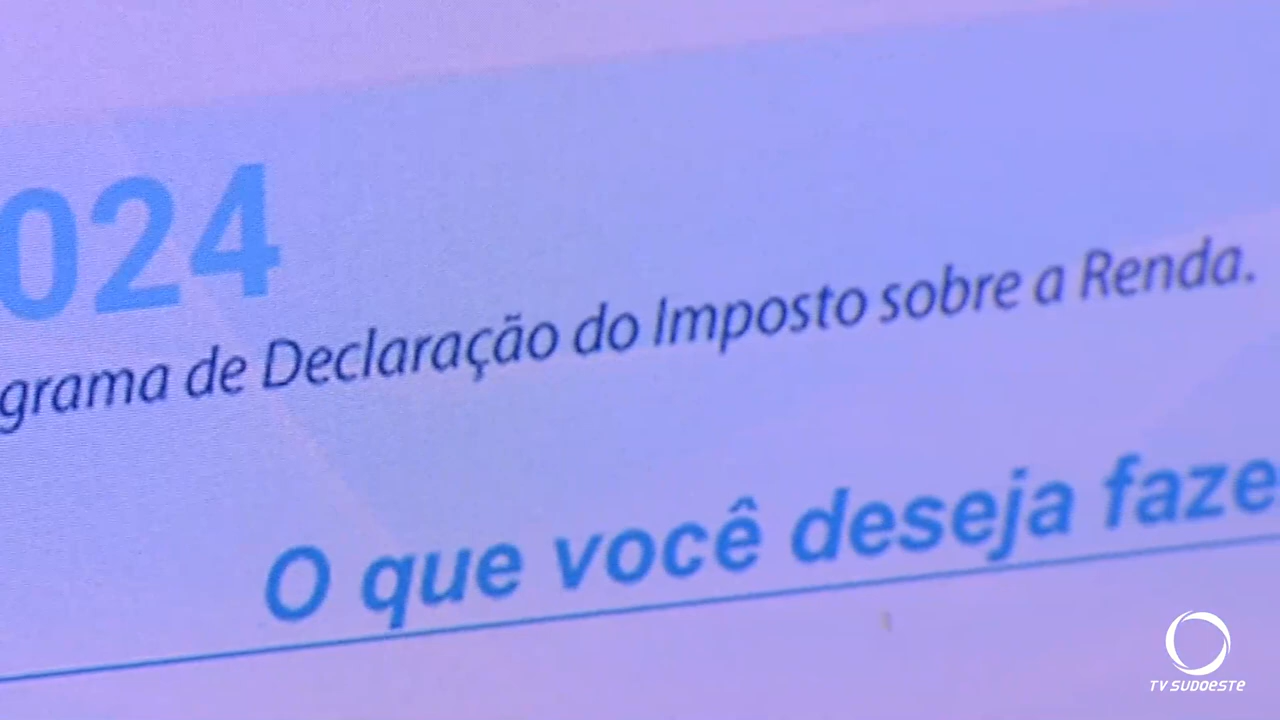 024
grama de Declaração do Imposto sobre a Renda.
O que você deseja faze
TV SUDOESTE